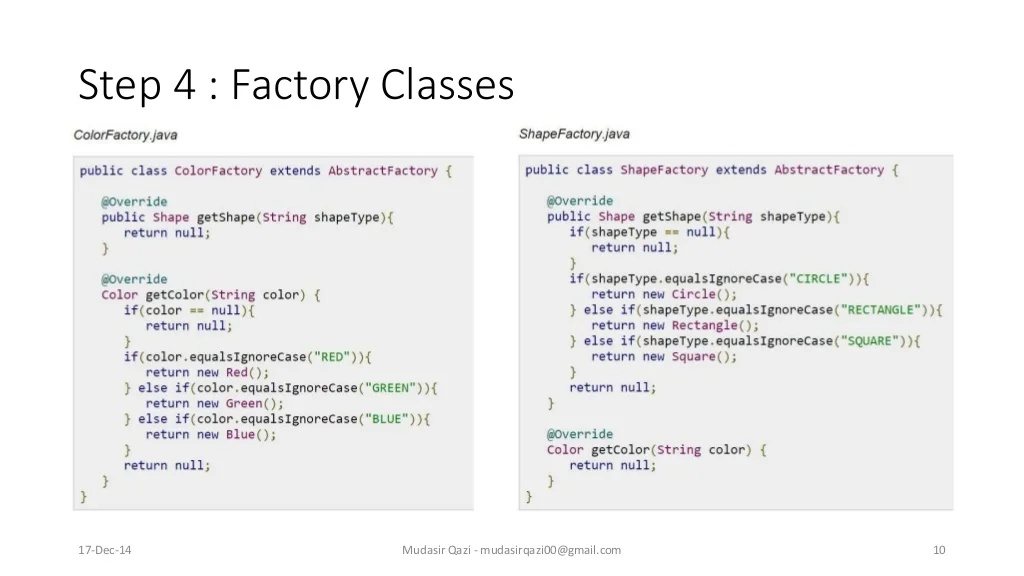 Step 4 : Factory Classes
ColorFactory.java
public class ColorFactory extends AbstractFactory {
@Override
public Shape getShape(String shapeType){
return null;
}
@Override
Color getColor(String color) {
if(color == null){
return null;
}
if(color.equalsIgnoreCase("RED")){
return new Red();
} else if(color.equalsIgnoreCase("GREEN")){
return new Green();
} else if(color.equalsIgnoreCase("BLUE")){
return new Blue();
}
return null;
}
}
ShapeFactory.java
public class ShapeFactory extends AbstractFactory {
@Override
public Shape getShape(String shapeType){
if(shapeType == null){
return null;
}
if(shapeType.equalsIgnoreCase("CIRCLE")){
return new Circle();
} else if(shapeType.equalsIgnoreCase("RECTANGLE")){
return new Rectangle();
} else if(shapeType.equalsIgnoreCase("SQUARE")){
return new Square();
}
return null;
}
@Override
Color getColor(String color) {
return null;
}
}
17-Dec-14
Mudasir Qazi - mudasirqazi00@gmail.com
10